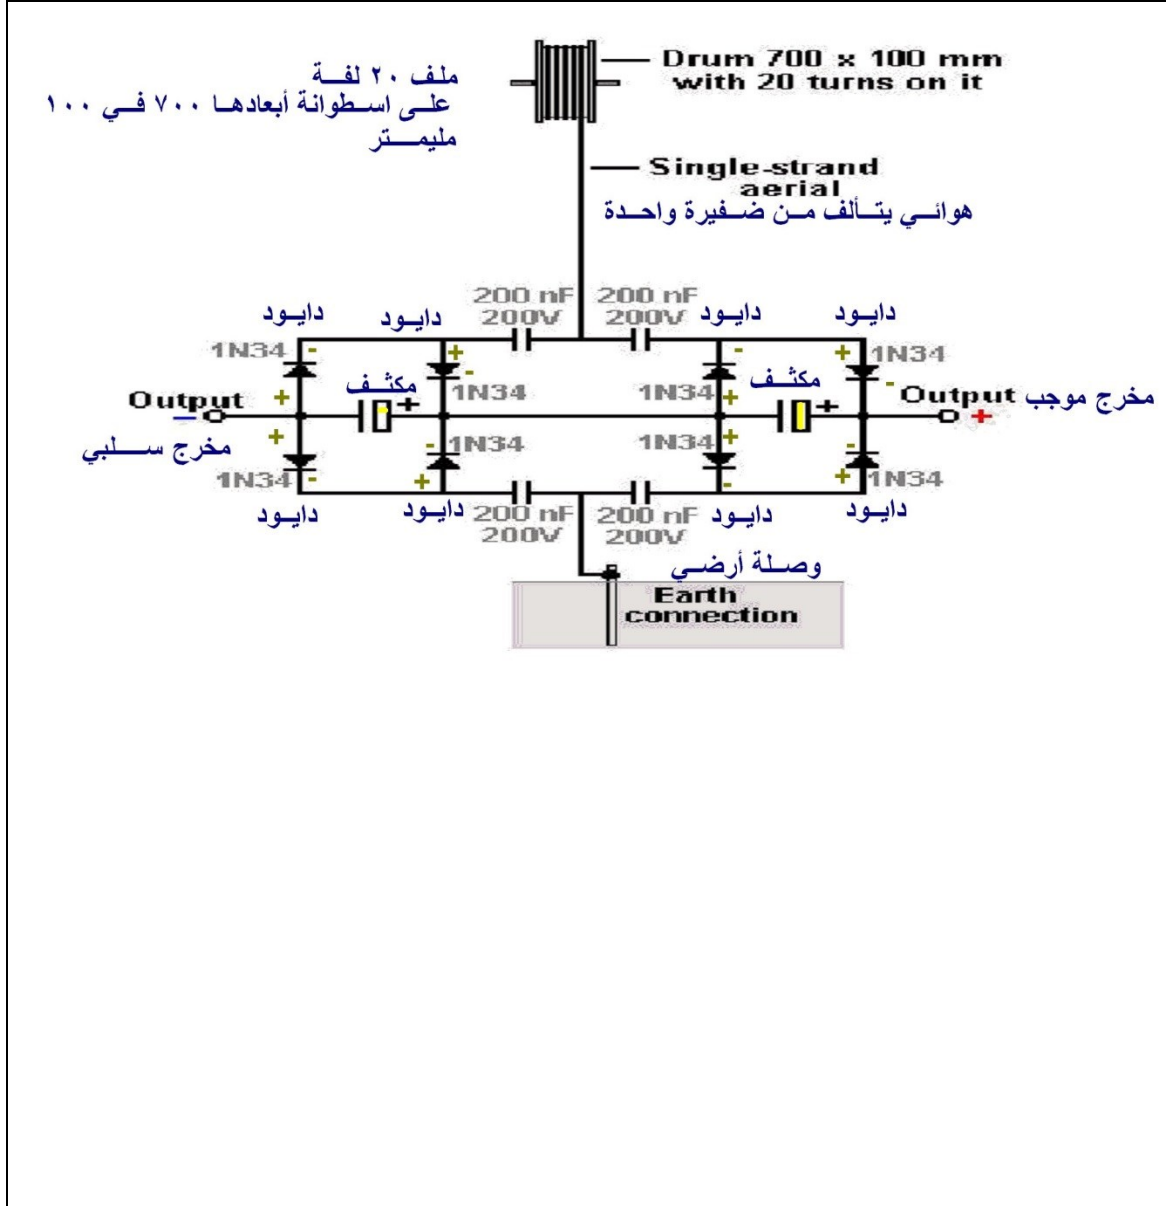 Drum 700 x 100 mm
with 20 turns on it
ملف ٢٠ لفة
على اسطوانة أبعادها ٧٠٠ في ١٠٠
مليمتر
Single-strand
aerial
هوائي يتألف من ضفيرة واحدة
200 nF 200 nF
200V 200V
دايود دايود دايود دايود
1N34 - + - + 1N34
- 1N34 1N34 + -
Output + مكثف + مكثف + Output مخرج موجب
− +
مخرج سلبي + - 1N34 1N34 + -
1N34 - + - + 1N34
دايود دايود 200 nF 200 nF دايود دايود
200V 200V
وصلة أرضي
Earth
connection